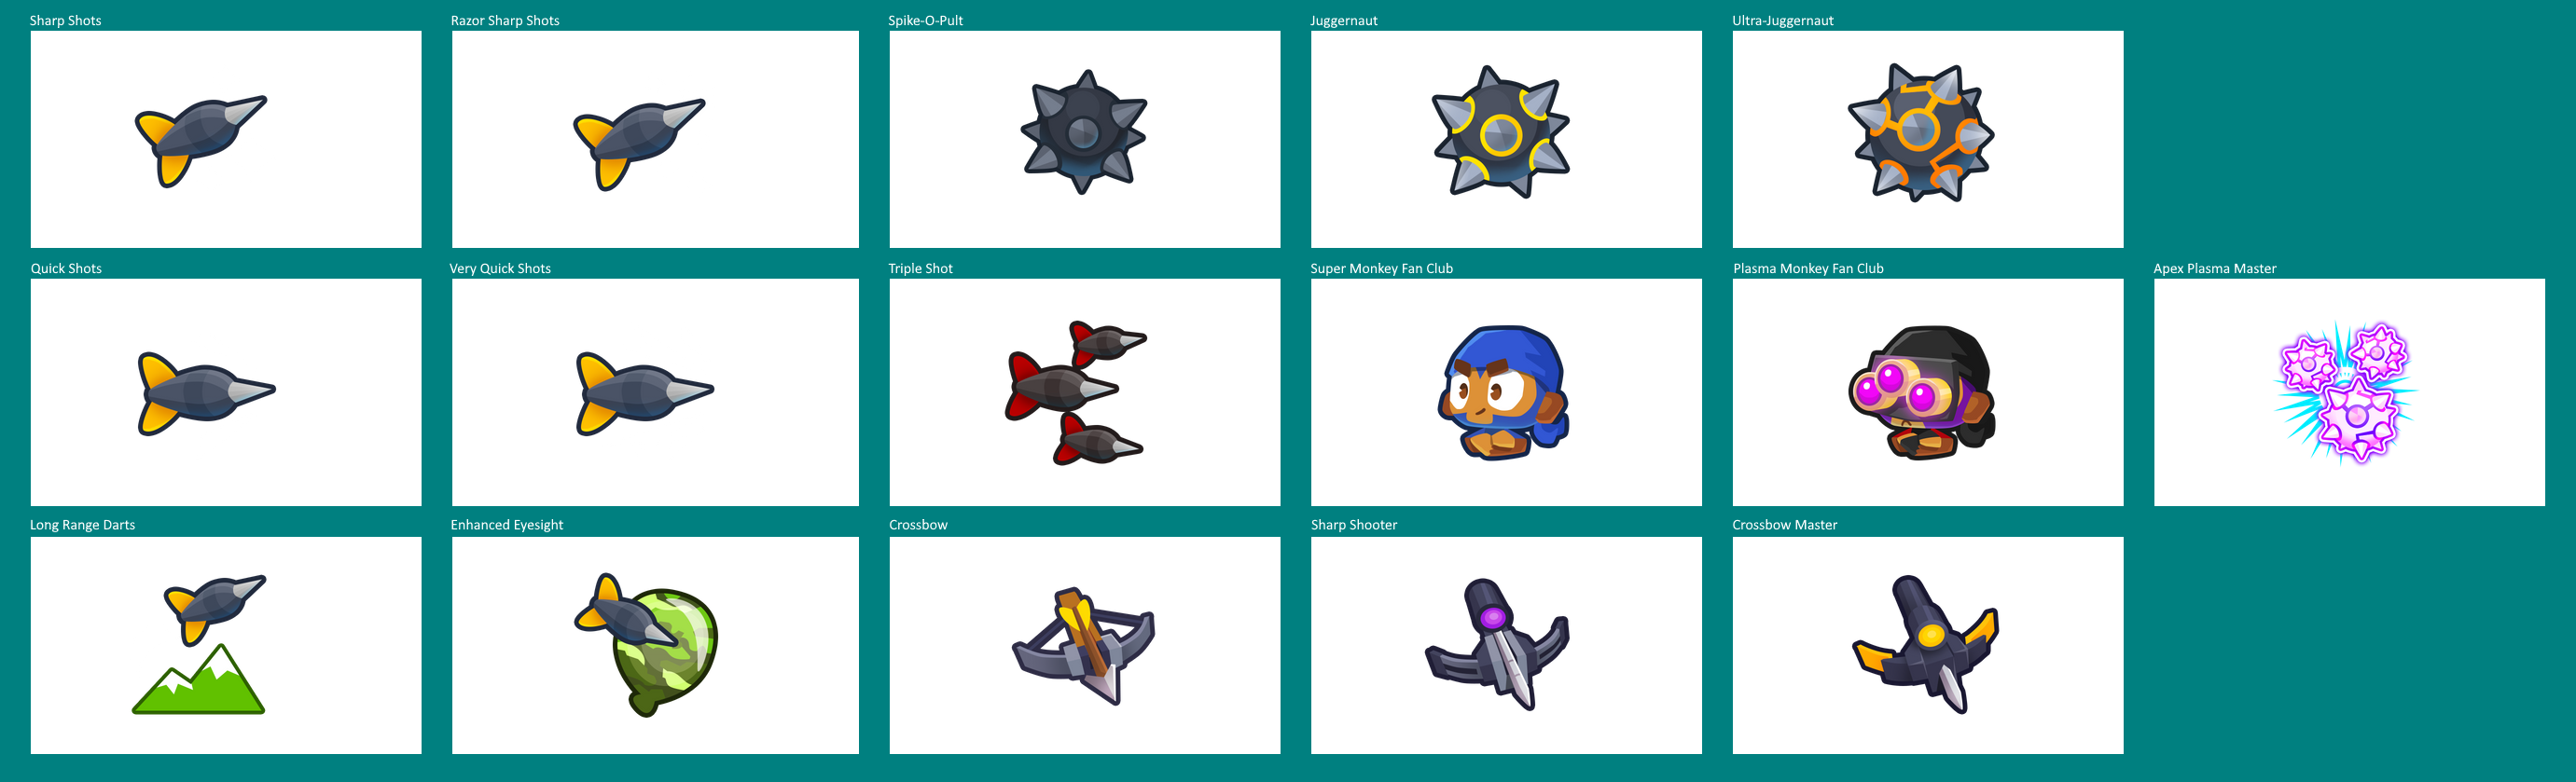 Sharp Shots
Razor Sharp Shots
Spike-O-Pult
Juggernaut
Ultra-Juggernaut
Quick Shots
Very Quick Shots
Triple Shot
Super Monkey Fan Club
Plasma Monkey Fan Club
Apex Plasma Master
Long Range Darts
Enhanced Eyesight
Crossbow
Sharp Shooter
Crossbow Master